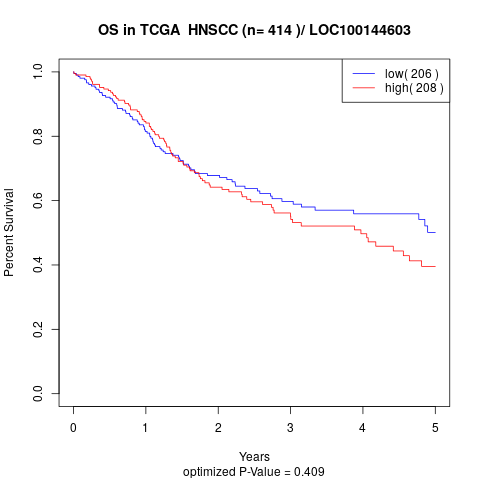 OS in TCGA  HNSCC (n= 414 )/ LOC100144603
low( 206 )
high( 208 )
Percent Survival
1.0
0.8
0.6
0.4
0.2
0.0
0 1 2 3 4 5
Years
optimized P-Value = 0.409